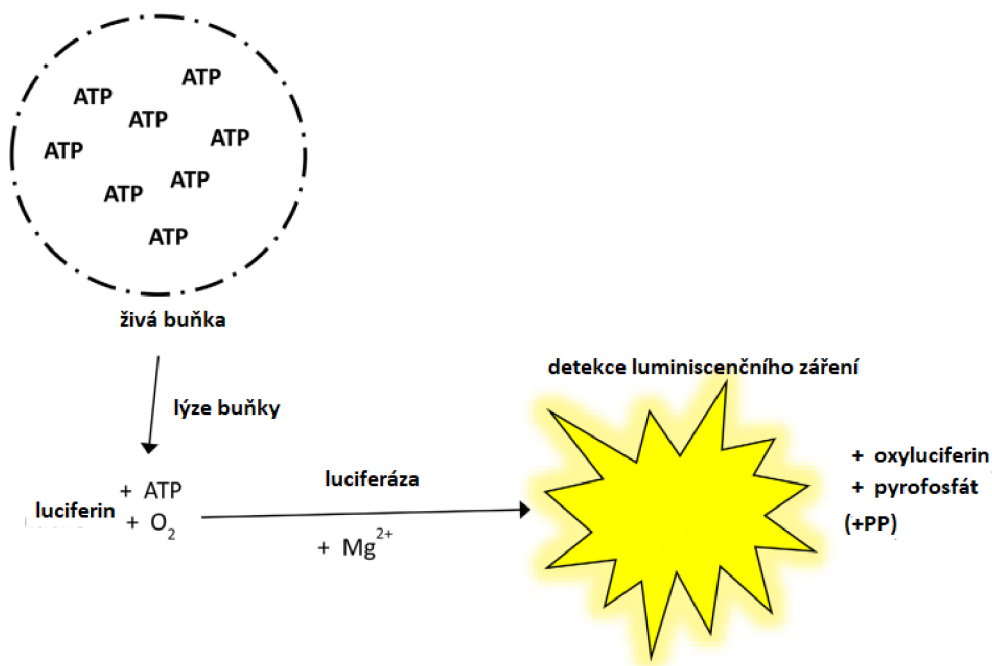 ATP
ATP
ATP
ATP
ATP
ATP
ATP
ATP
živá buňka
lýze buňky
detekce luminiscenčního záření
luciferin + ATP
+ O₂
luciferáza
+ Mg²⁺
+ oxyluciferin
+ pyrofosfát
(+PP)